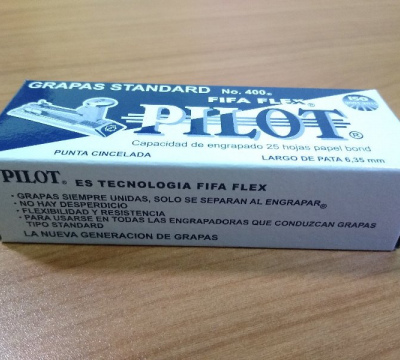 GRAPAS STANDARD No. 400®
FIFA FLEX®
PILOT®
Capacidad de engrapado 25 hojas papel bond
PUNTA CINCELADA LARGO DE PATA 6,35 mm
PILOT® ES TECNOLOGIA FIFA FLEX
· GRAPAS SIEMPRE UNIDAS, SOLO SE SEPARAN AL ENGRAPAR®
· NO HAY DESPERDICIO
· FLEXIBILIDAD Y RESISTENCIA
· PARA USARSE EN TODAS LAS ENGRAPADORAS QUE CONDUZCAN GRAPAS
TIPO STANDARD
LA NUEVA GENERACION DE GRAPAS